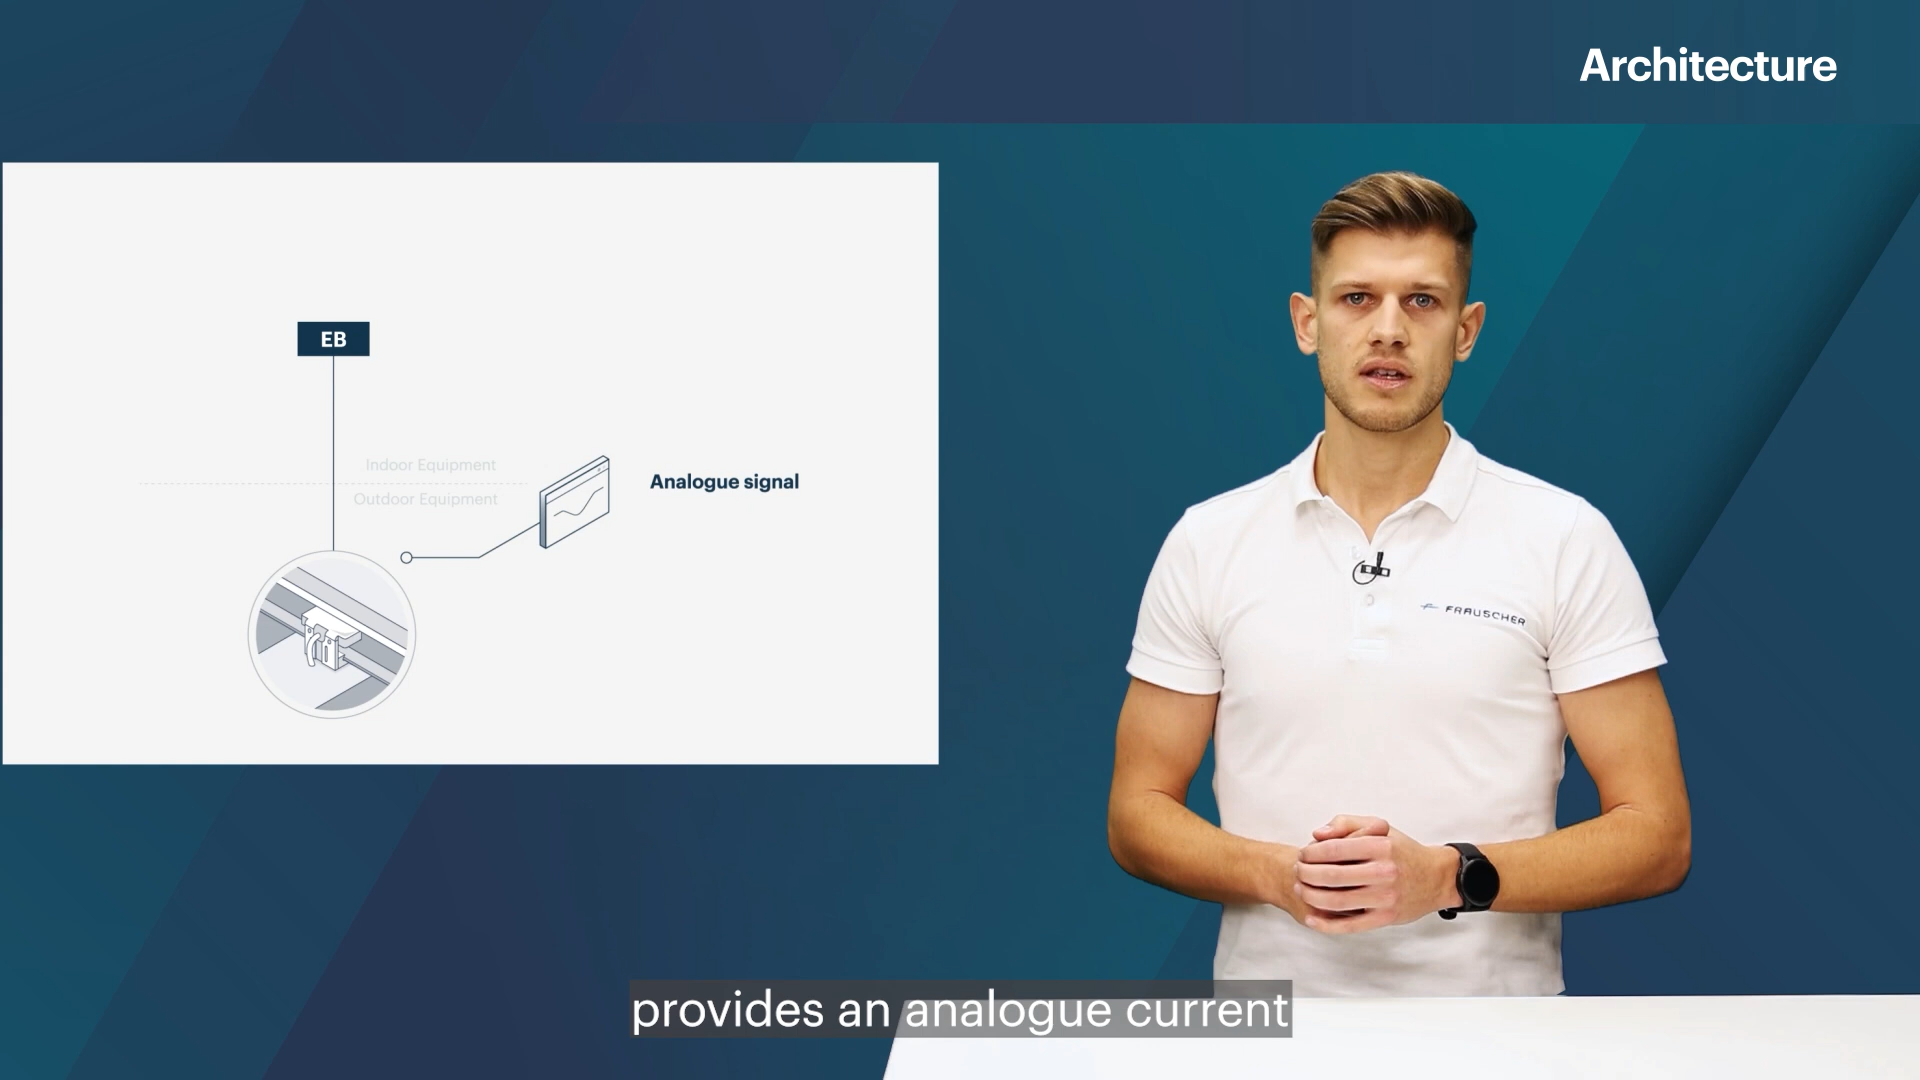 Architecture
EB
Indoor Equipment
Outdoor Equipment
Analogue signal
FRAUSCHER
provides an analogue current